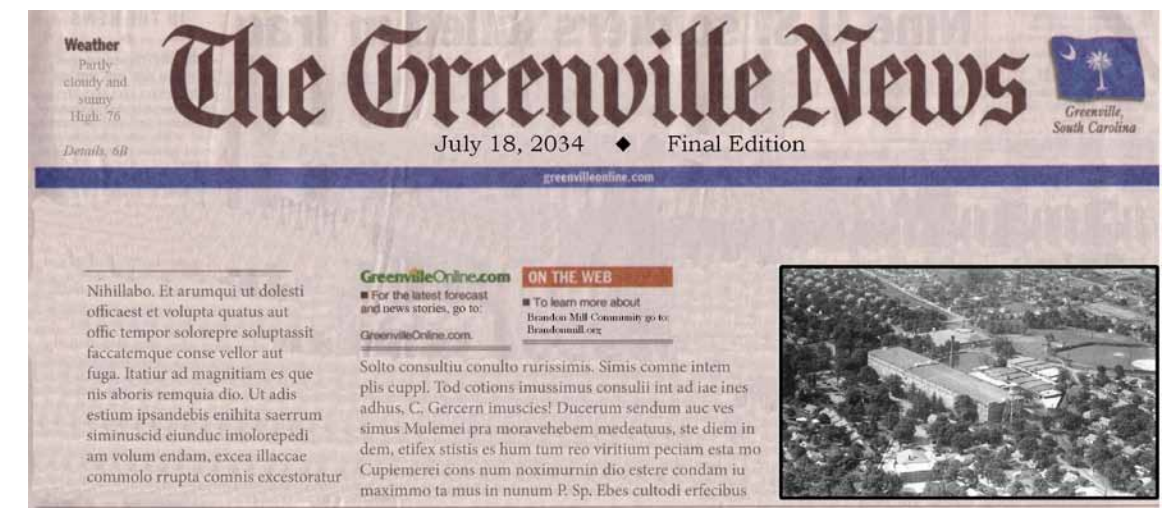 Weather
Partly
cloudy and
sunny
High: 76
Details, 6B
The Greenville News
July 18, 2034 ◆ Final Edition
Greenville,
South Carolina
greenvilleonline.com
Nihillabo. Et arumqui ut dolesti
officaest et volupta quatus aut
offic tempor solorepre soluptassit
faccatemque conse vellor aut
fuga. Itatiur ad magnitiam es que
nis aboris remquia dio. Ut adis
estium ipsandebis enihita saerrum
siminuscid eiunduc imolorepedi
am volum endam, excea illaccae
commolo rrupta comnis excestoratur
GreenvilleOnline.com
■ For the latest forecast
and news stories, go to:
GreenvilleOnline.com.
ON THE WEB
■ To learn more about
Brandon Mill Community go to:
Brandonmill.org
Solto consultiu conulto rurissimis. Simis comne intem
plis cuppl. Tod cotions imussimus consulii int ad iae ines
adhus, C. Gercern imuscies! Ducerum sendum auc ves
simus Mulemei pra moravehebem medeatuus, ste diem in
dem, etifex stistis es hum tum reo viritium peciam esta mo
Cupiemerei cons num noximurnin dio estere condam iu
maximmo ta mus in nunum P. Sp. Ebes cultodi erfecibus